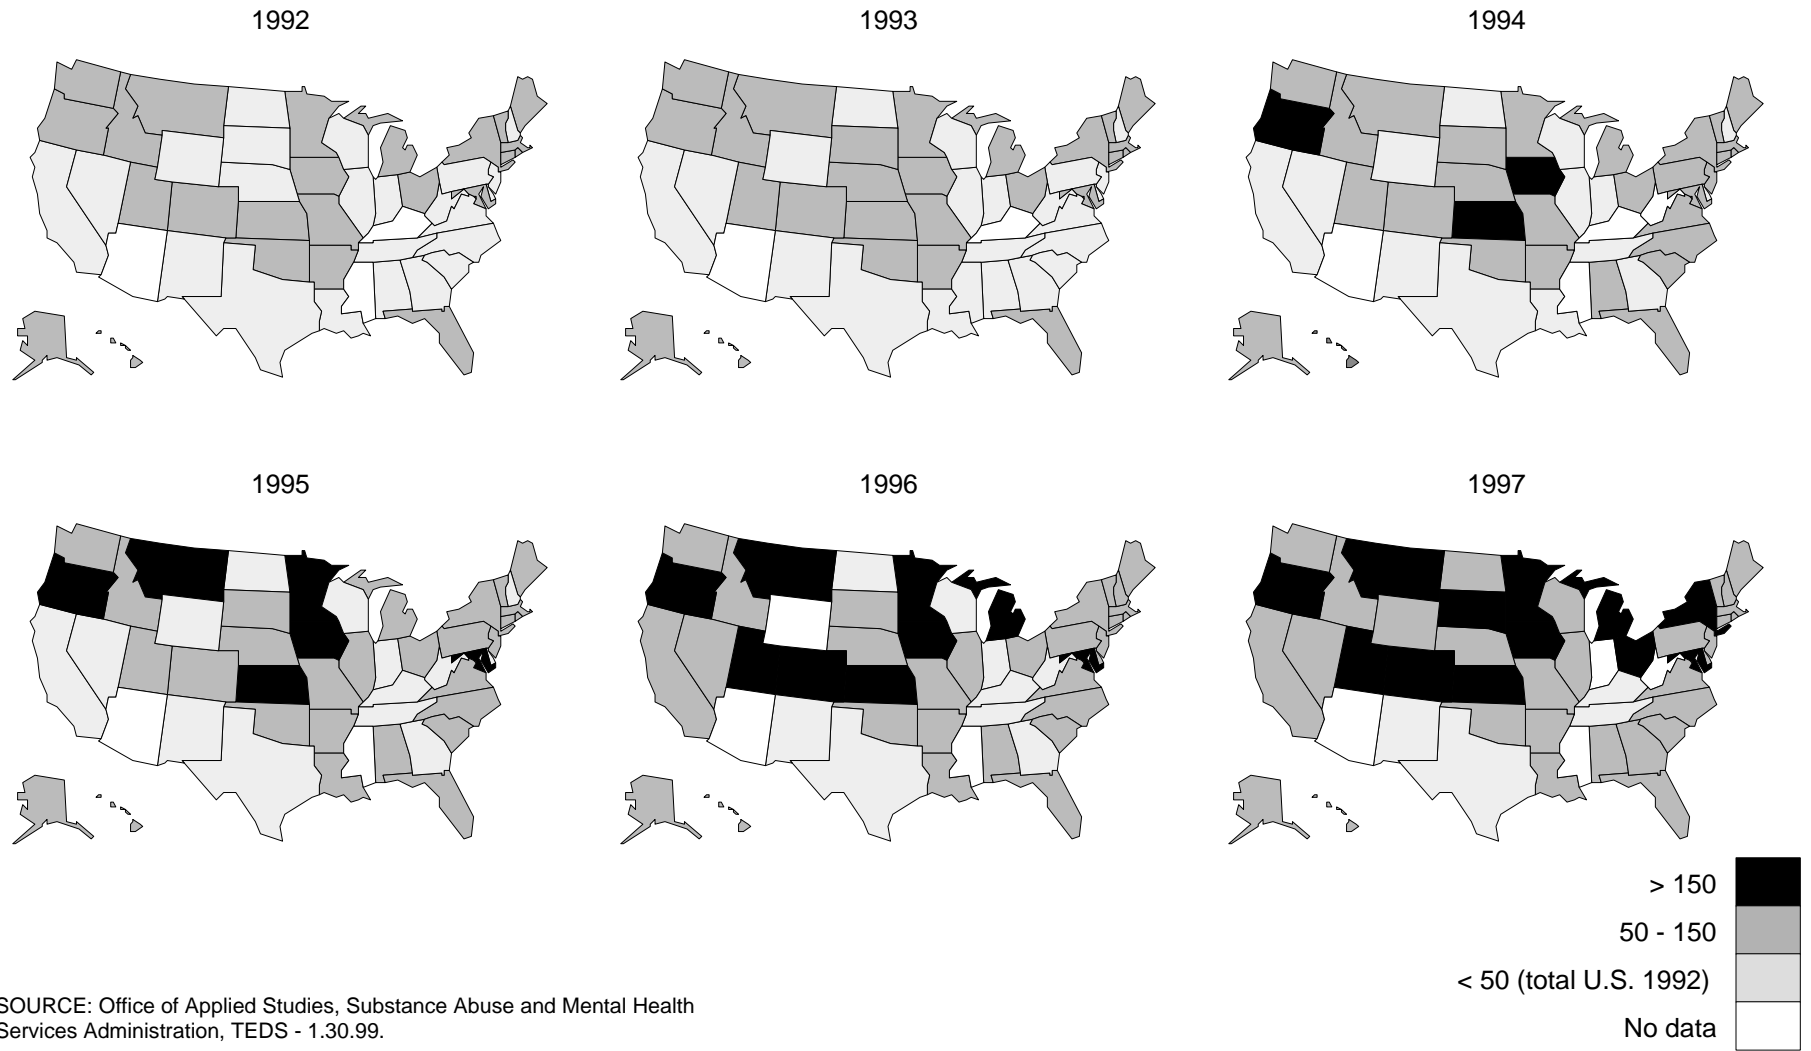 1992
1993
1994
1995
1996
1997
> 150
50 - 150
< 50 (total U.S. 1992)
No data
SOURCE: Office of Applied Studies, Substance Abuse and Mental Health
Services Administration, TEDS - 1.30.99.